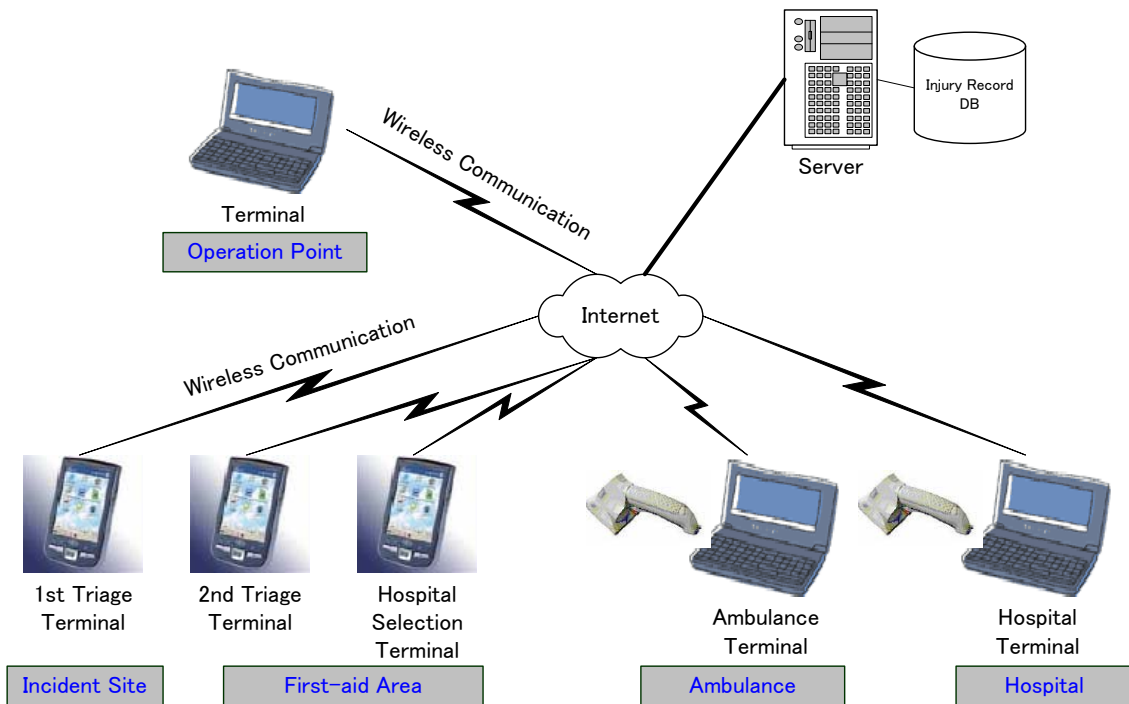 Injury Record
DB
Server
Wireless Communication
Terminal
Operation Point
Internet
Wireless Communication
1st Triage
Terminal
2nd Triage
Terminal
Hospital
Selection
Terminal
Ambulance
Terminal
Hospital
Terminal
Incident Site
First-aid Area
Ambulance
Hospital